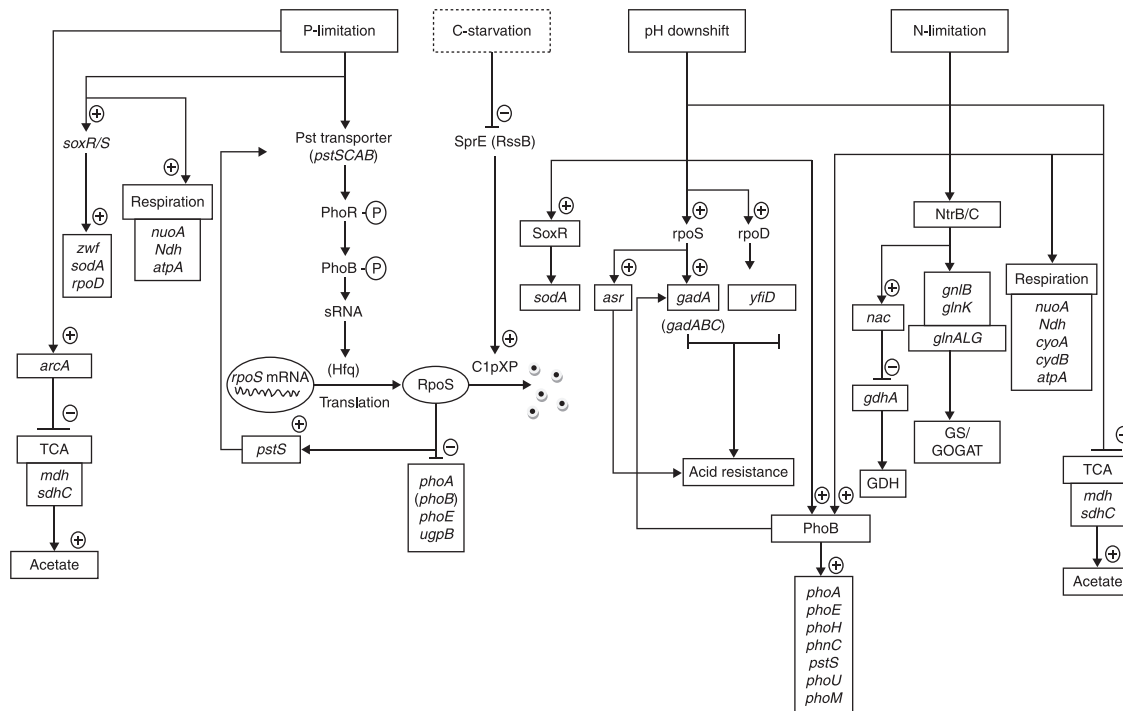 P-limitation
C-starvation
pH downshift
N-limitation
+
+
soxR/S
+
zwf
sodA
rpoD
Respiration
nuoA
Ndh
atpA
Pst transporter
(pstSCAB)
PhoR
P
PhoB
P
sRNA
(Hfq)
−
SprE (RssB)
+
C1pXP
rpoS mRNA
Translation
RpoS
+
pstS
−
phoA
(phoB)
phoE
ugpB
+
arcA
−
TCA
mdh
sdhC
+
Acetate
+
SoxR
sodA
+
rpoS
+
rpoD
+
asr
+
gadA
(gadABC)
yfiD
Acid resistance
+
+
PhoB
+
phoA
phoE
phoH
phnC
pstS
phoU
phoM
NtrB/C
+
nac
−
gdhA
GDH
gnlB
glnK
glnALG
GS/
GOGAT
Respiration
nuoA
Ndh
cyoA
cydB
atpA
−
TCA
mdh
sdhC
+
Acetate